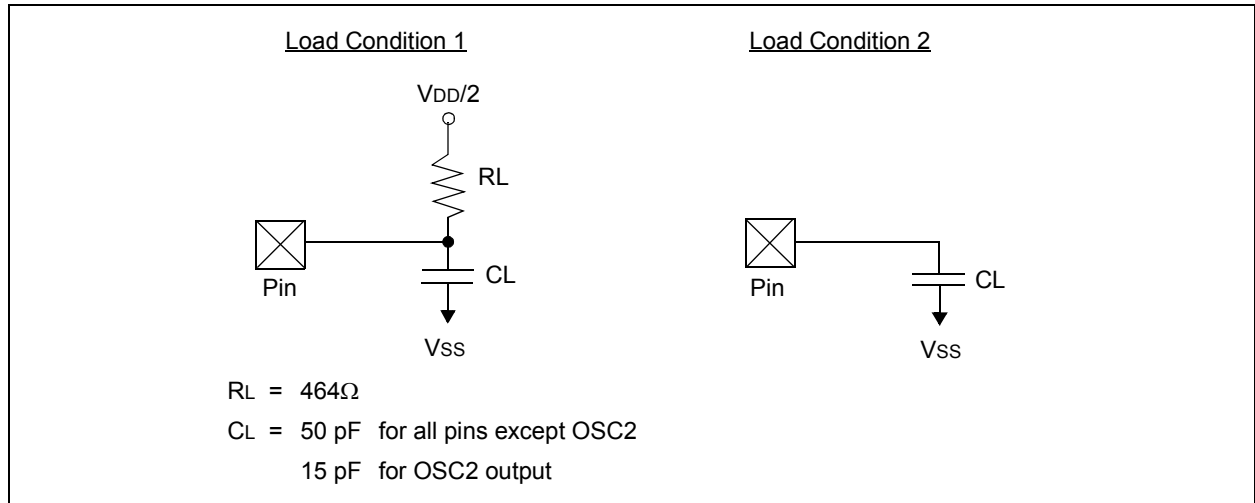 Load Condition 1
VDD/2
RL
Pin
CL
VSS
Load Condition 2
Pin
CL
VSS
RL = 464Ω
CL = 50 pF for all pins except OSC2
15 pF for OSC2 output